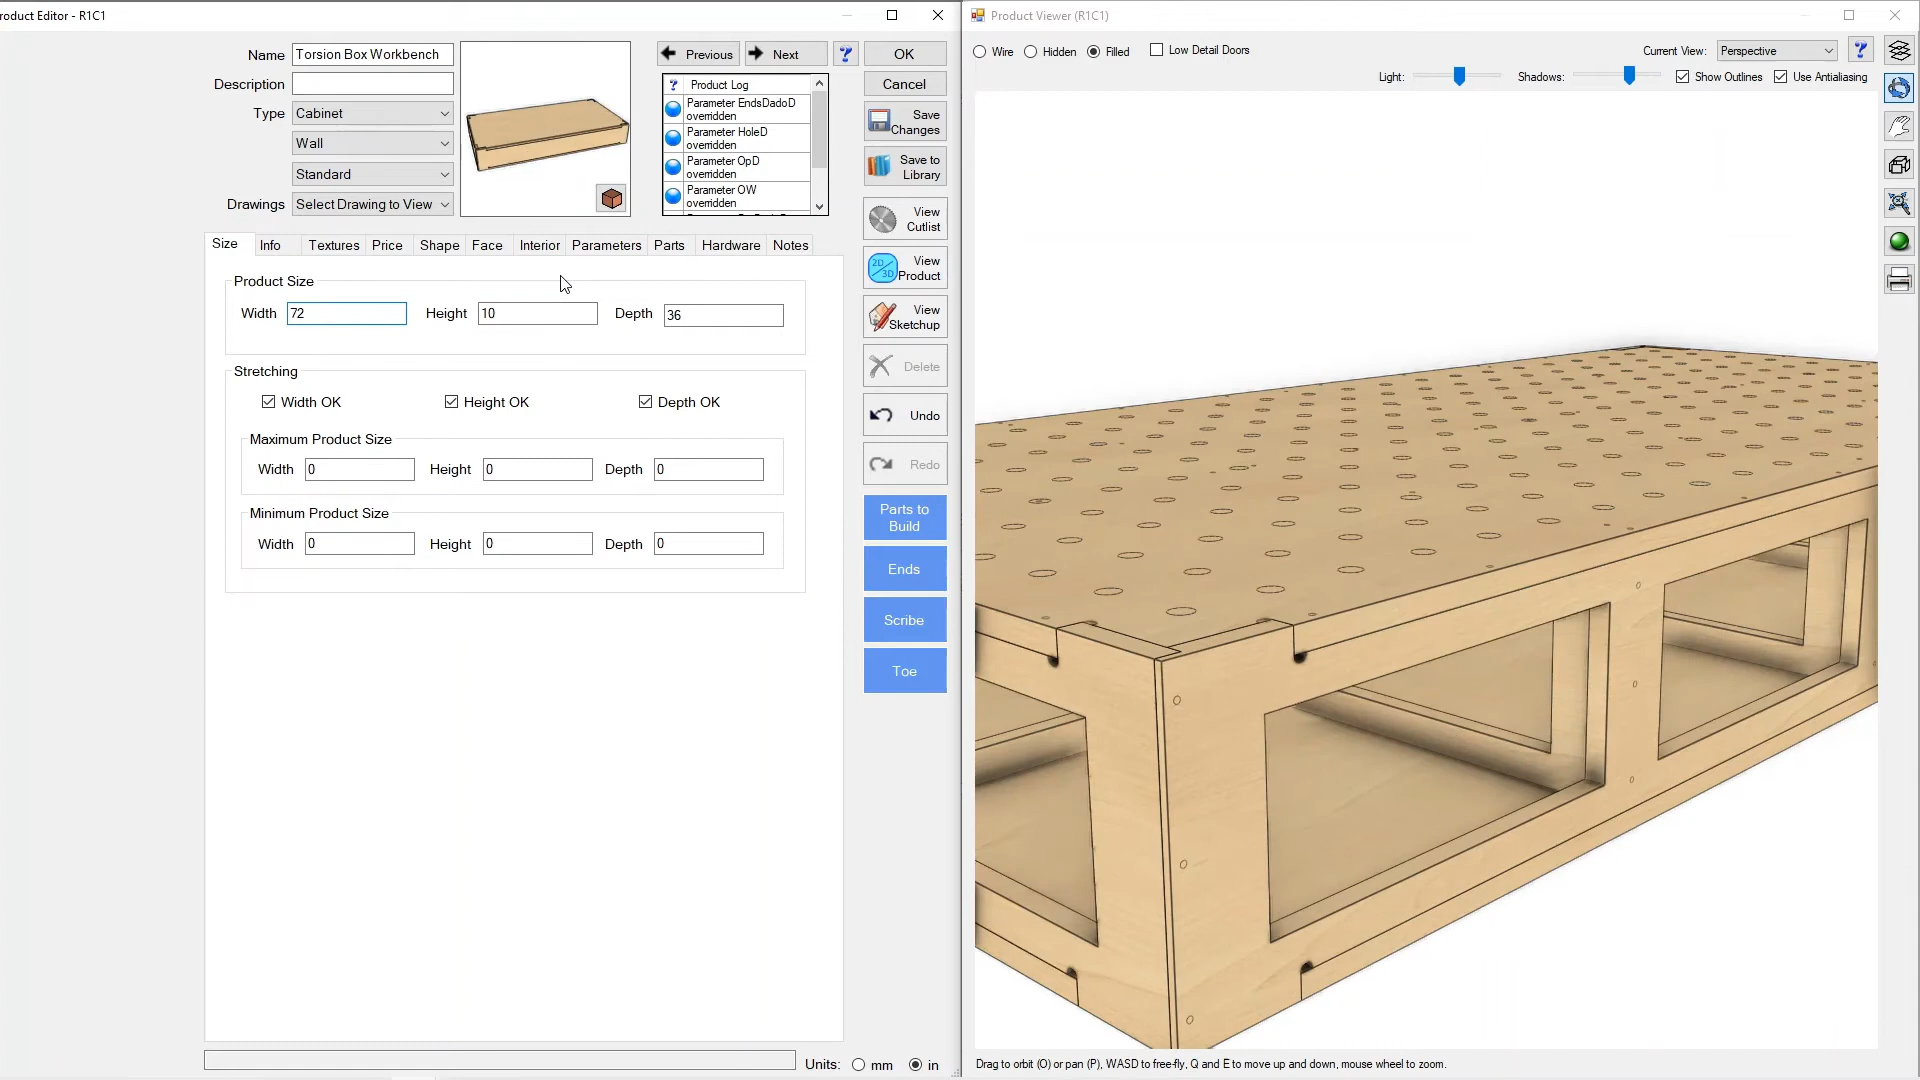 roduct Editor - R1C1
Name Torsion Box Workbench
Description
Type Cabinet
Wall
Standard
Drawings Select Drawing to View
Previous Next ? OK
? Product Log
Parameter EndsDadoD
overridden
Parameter HoleD
overridden
Parameter OpD
overridden
Parameter OW
overridden
Cancel
Save
Changes
Save to
Library
View
Cutlist
2D/
3D
View
Product
View
Sketchup
Delete
Undo
Redo
Parts to
Build
Ends
Scribe
Toe
Size Info Textures Price Shape Face Interior Parameters Parts Hardware Notes
Product Size
Width 72 Height 10 Depth 36
Stretching
Width OK Height OK Depth OK
Maximum Product Size
Width 0 Height 0 Depth 0
Minimum Product Size
Width 0 Height 0 Depth 0
Units: mm in
Product Viewer (R1C1)
Wire Hidden Filled Low Detail Doors
Current View: Perspective ?
Light: Shadows: Show Outlines Use Antialiasing
Drag to orbit (O) or pan (P), WASD to free-fly, Q and E to move up and down, mouse wheel to zoom.